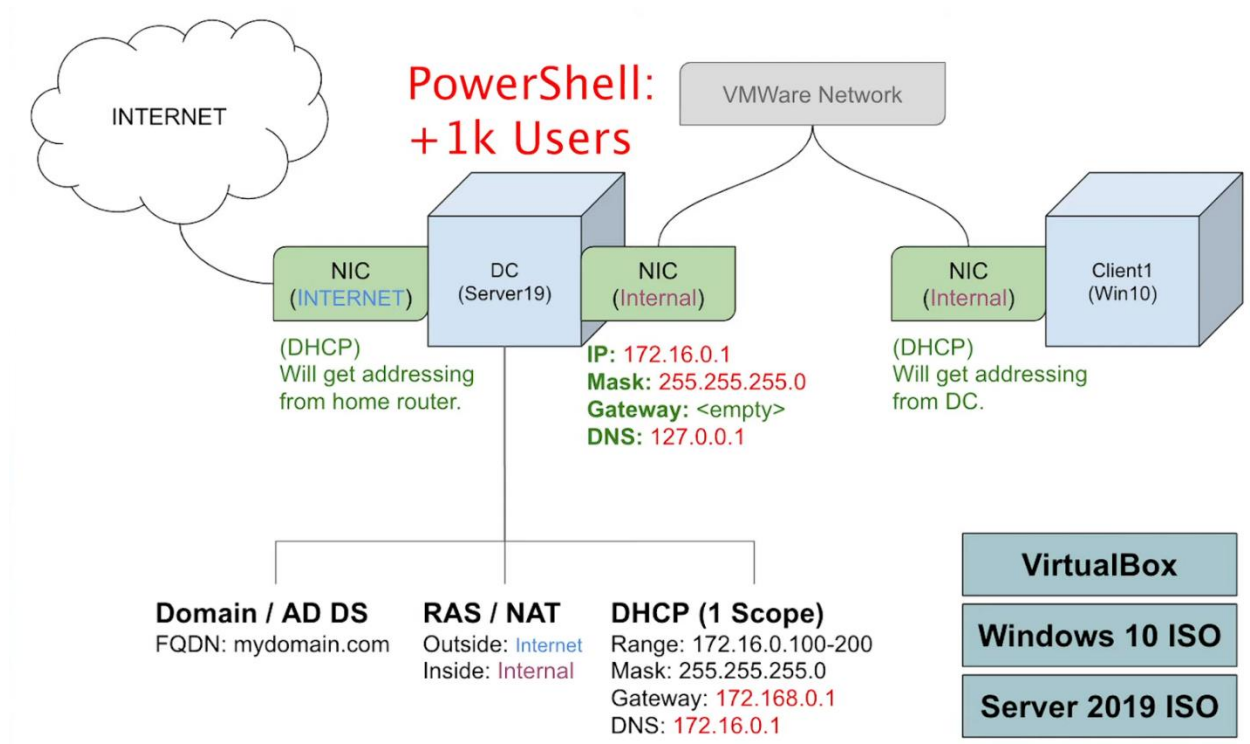 INTERNET
PowerShell:
+1k Users
VMWare Network
NIC
(INTERNET)
DC
(Server19)
NIC
(Internal)
NIC
(Internal)
Client1
(Win10)
(DHCP)
Will get addressing
from home router.
IP: 172.16.0.1
Mask: 255.255.255.0
Gateway: <empty>
DNS: 127.0.0.1
(DHCP)
Will get addressing
from DC.
Domain / AD DS
FQDN: mydomain.com
RAS / NAT
Outside: Internet
Inside: Internal
DHCP (1 Scope)
Range: 172.16.0.100-200
Mask: 255.255.255.0
Gateway: 172.168.0.1
DNS: 172.16.0.1
VirtualBox
Windows 10 ISO
Server 2019 ISO